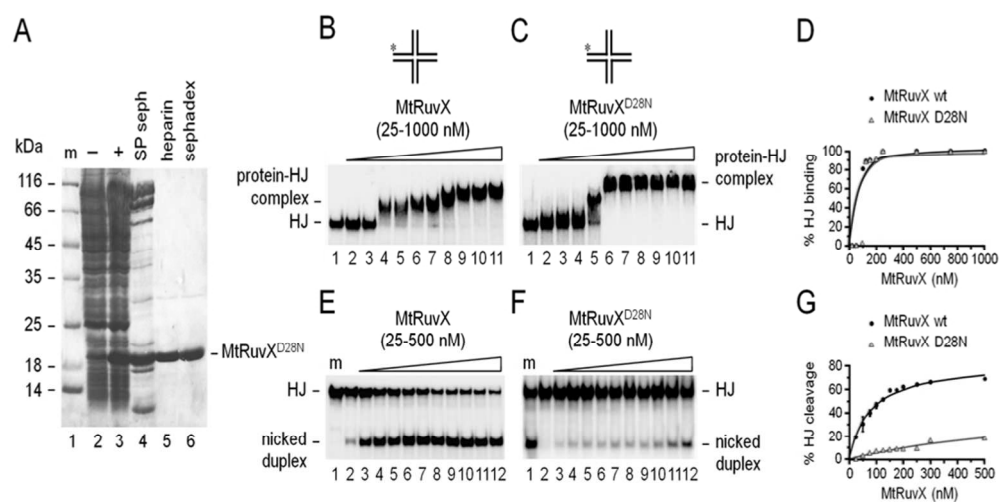 A
kDa
m
–
+
SP seph
heparin
sephadex
116
66
45
35
25
18
14
MtRuvX^D28N
1 2 3 4 5 6
B
*
MtRuvX
(25-1000 nM)
protein-HJ
complex
HJ
1 2 3 4 5 6 7 8 9 10 11
C
*
MtRuvX^D28N
(25-1000 nM)
protein-HJ
complex
HJ
1 2 3 4 5 6 7 8 9 10 11
D
MtRuvX wt
MtRuvX D28N
% HJ binding
100
80
60
40
20
0
0 200 400 600 800 1000
MtRuvX (nM)
E
MtRuvX
(25-500 nM)
m
HJ
nicked
duplex
1 2 3 4 5 6 7 8 9 10 11 12
F
MtRuvX^D28N
(25-500 nM)
m
HJ
nicked
duplex
1 2 3 4 5 6 7 8 9 10 11 12
G
MtRuvX wt
MtRuvX D28N
% HJ cleavage
80
60
40
20
0
0 100 200 300 400 500
MtRuvX (nM)